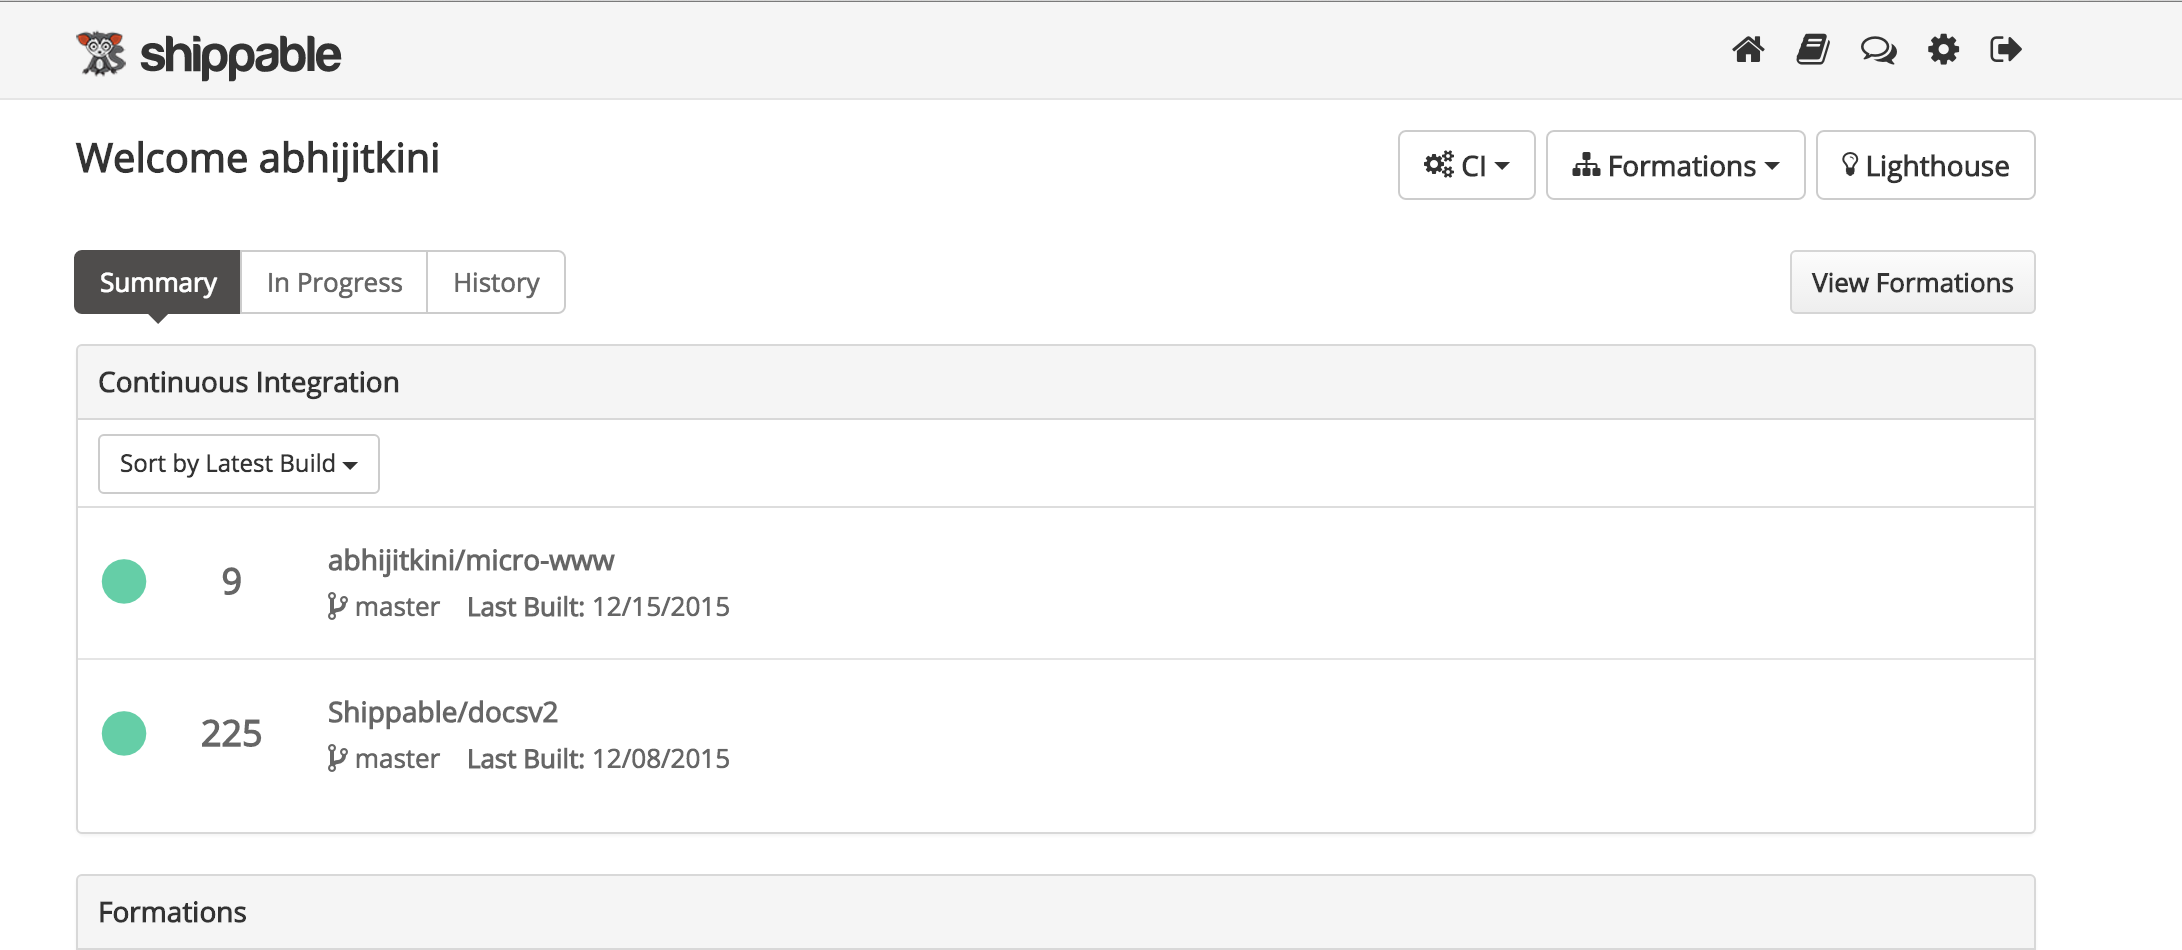 shippable
Welcome abhijitkini
CI
Formations
Lighthouse
Summary
In Progress
History
View Formations
Continuous Integration
Sort by Latest Build
9
abhijitkini/micro-www
master Last Built: 12/15/2015
225
Shippable/docsv2
master Last Built: 12/08/2015
Formations